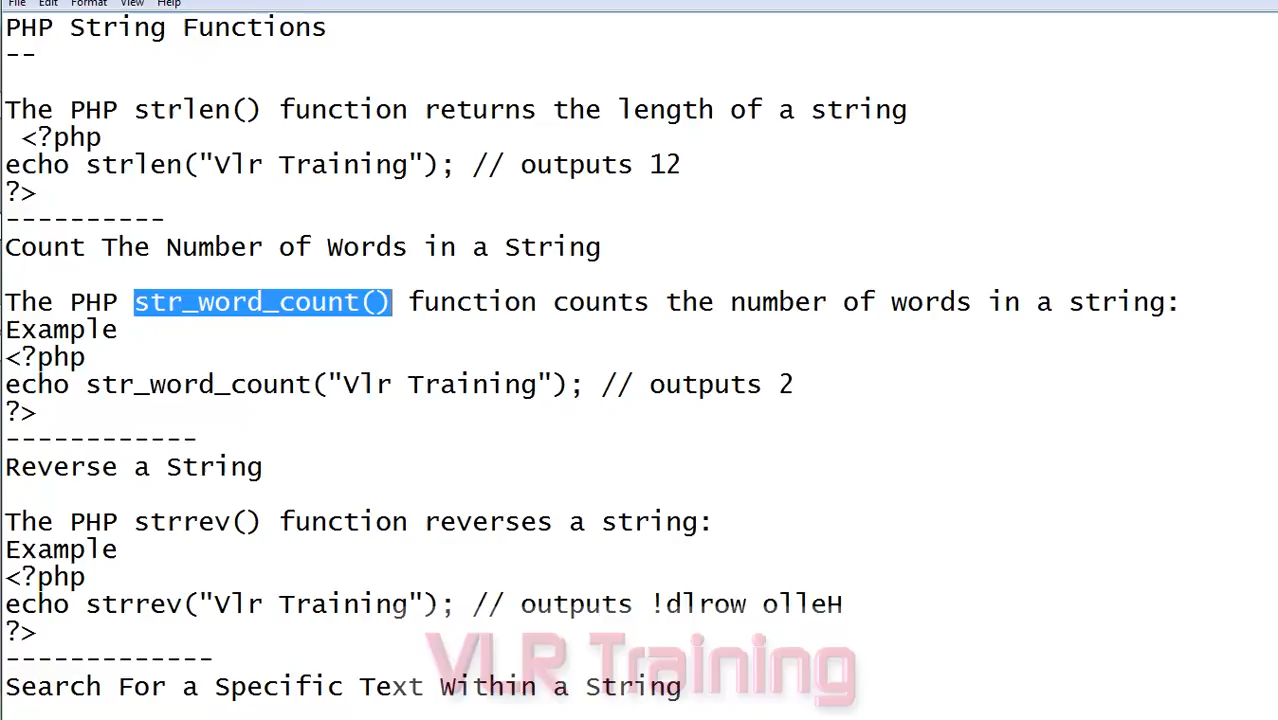 File Edit Format View Help
PHP String Functions
--
The PHP strlen() function returns the length of a string
<?php
echo strlen("Vlr Training"); // outputs 12
?>
----------
Count The Number of Words in a String
The PHP str_word_count() function counts the number of words in a string:
Example
<?php
echo str_word_count("Vlr Training"); // outputs 2
?>
------------
Reverse a String
The PHP strrev() function reverses a string:
Example
<?php
echo strrev("Vlr Training"); // outputs !dlrow olleH
?>
-------------
VLR Training
Search For a Specific Text Within a String